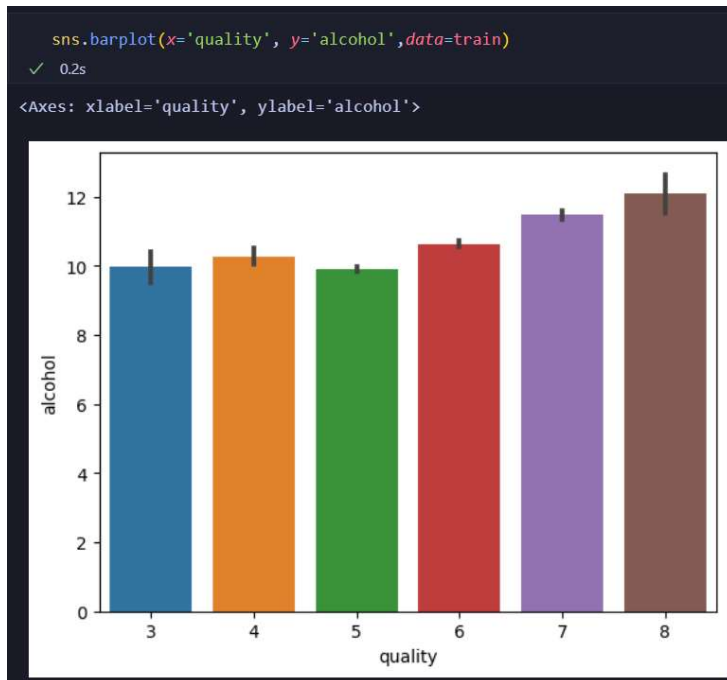 sns.barplot(x='quality', y='alcohol',data=train)
✓ 0.2s
<Axes: xlabel='quality', ylabel='alcohol'>
12
10
8
6
4
2
0
alcohol
3 4 5 6 7 8
quality